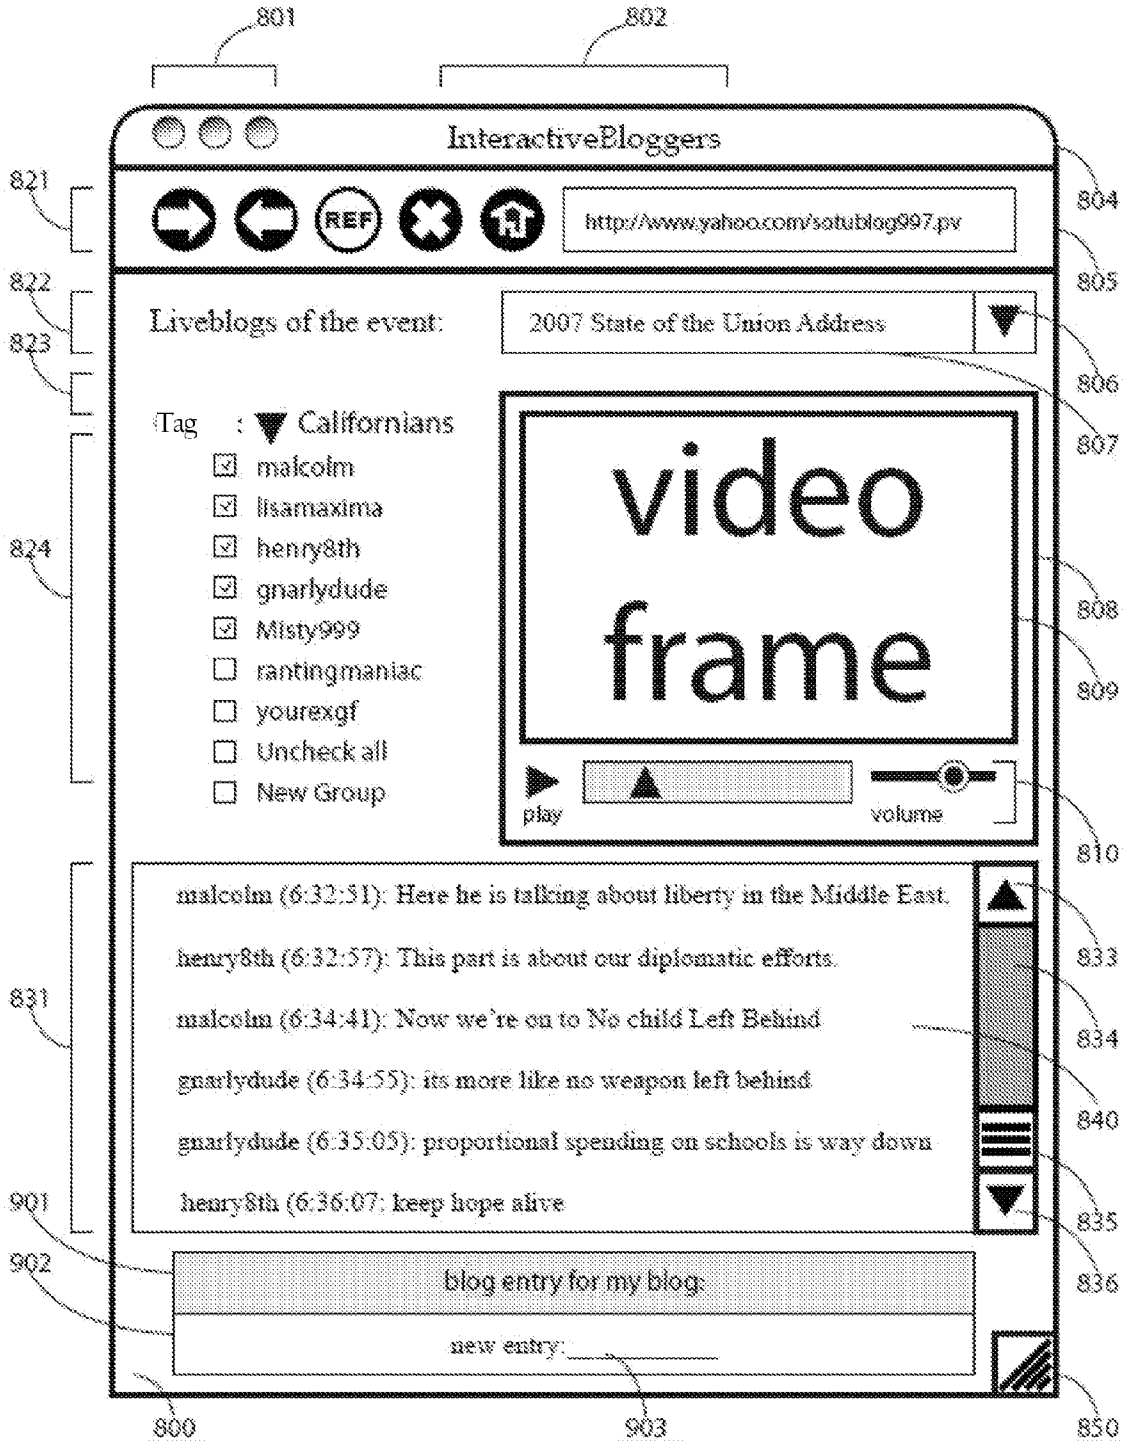 801
802
InteractiveBloggers
804
821
REF
http://www.yahoo.com/sotublog997.pv
805
822
Liveblogs of the event:
2007 State of the Union Address
823
806
807
Tag : ▼ Californians
malcolm
lisamaxima
henry8th
gnarlydude
Misty999
rantingmaniac
yourexgf
Uncheck all
New Group
824
video
frame
808
809
play
volume
810
malcolm (6:32:51): Here he is talking about liberty in the Middle East.
henry8th (6:32:57): This part is about our diplomatic efforts.
malcolm (6:34:41): Now we're on to No child Left Behind
gnarlydude (6:34:55): its more like no weapon left behind
gnarlydude (6:35:05): proportional spending on schools is way down
henry8th (6:36:07: keep hope alive
831
833
834
840
835
836
901
902
blog entry for my blog:
new entry:___________
800
903
850